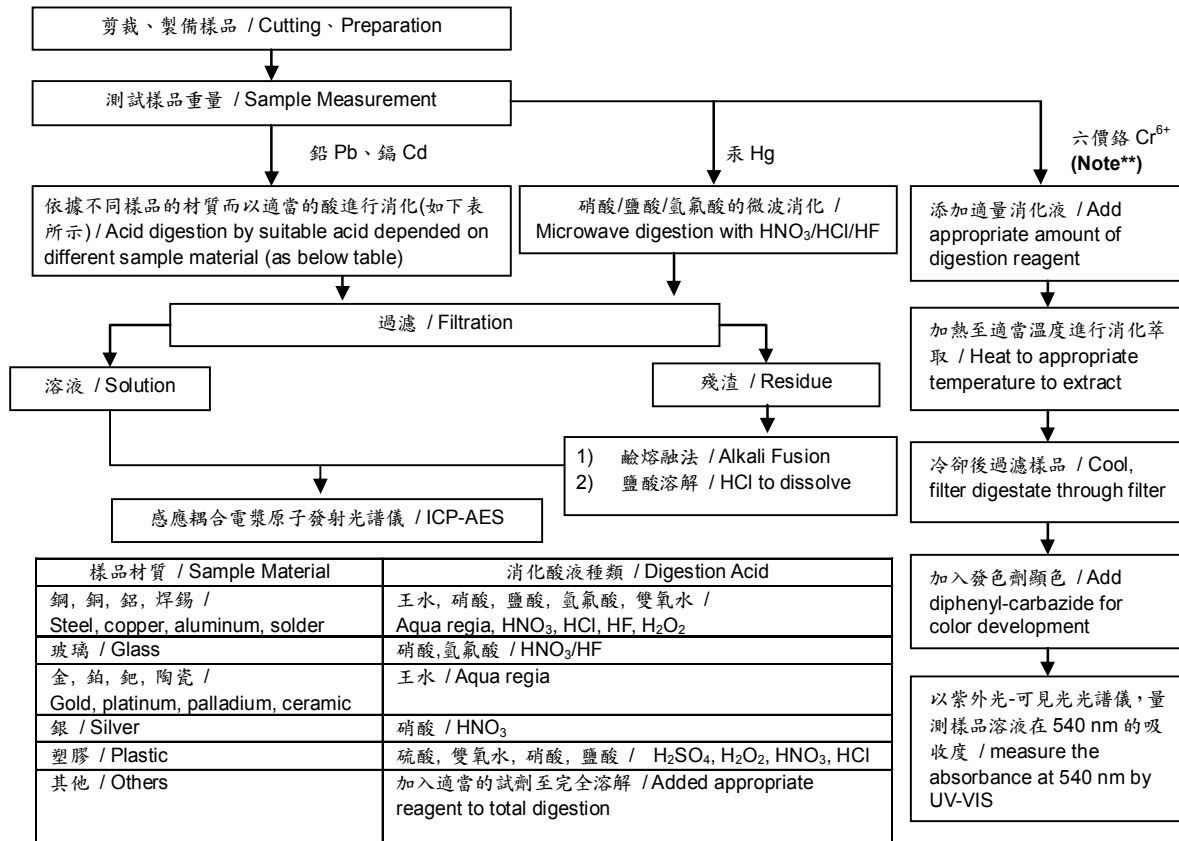 剪裁、製備樣品 / Cutting、Preparation
測試樣品重量 / Sample Measurement
鉛 Pb、鎘 Cd
汞 Hg
六價鉻 Cr⁶⁺
(Note**)
依據不同樣品的材質而以適當的酸進行消化(如下表
所示) / Acid digestion by suitable acid depended on
different sample material (as below table)
硝酸/鹽酸/氫氟酸的微波消化 /
Microwave digestion with HNO₃/HCl/HF
添加適量消化液 / Add
appropriate amount of
digestion reagent
過濾 / Filtration
加熱至適當溫度進行消化萃
取 / Heat to appropriate
temperature to extract
溶液 / Solution
殘渣 / Residue
1) 鹼熔融法 / Alkali Fusion
2) 鹽酸溶解 / HCl to dissolve
冷卻後過濾樣品 / Cool,
filter digestate through filter
感應耦合電漿原子發射光譜儀 / ICP-AES
加入發色劑顯色 / Add
diphenyl-carbazide for
color development
以紫外光-可見光光譜儀，量
測樣品溶液在 540 nm 的吸
收度 / measure the
absorbance at 540 nm by
UV-VIS
樣品材質 / Sample Material 消化酸液種類 / Digestion Acid
鋼, 銅, 鋁, 焊錫 / 王水, 硝酸, 鹽酸, 氫氟酸, 雙氧水 /
Steel, copper, aluminum, solder Aqua regia, HNO₃, HCl, HF, H₂O₂
玻璃 / Glass 硝酸,氫氟酸 / HNO₃/HF
金, 鉑, 鈀, 陶瓷 / 王水 / Aqua regia
Gold, platinum, palladium, ceramic
銀 / Silver 硝酸 / HNO₃
塑膠 / Plastic 硫酸, 雙氧水, 硝酸, 鹽酸 / H₂SO₄, H₂O₂, HNO₃, HCl
其他 / Others 加入適當的試劑至完全溶解 / Added appropriate
reagent to total digestion